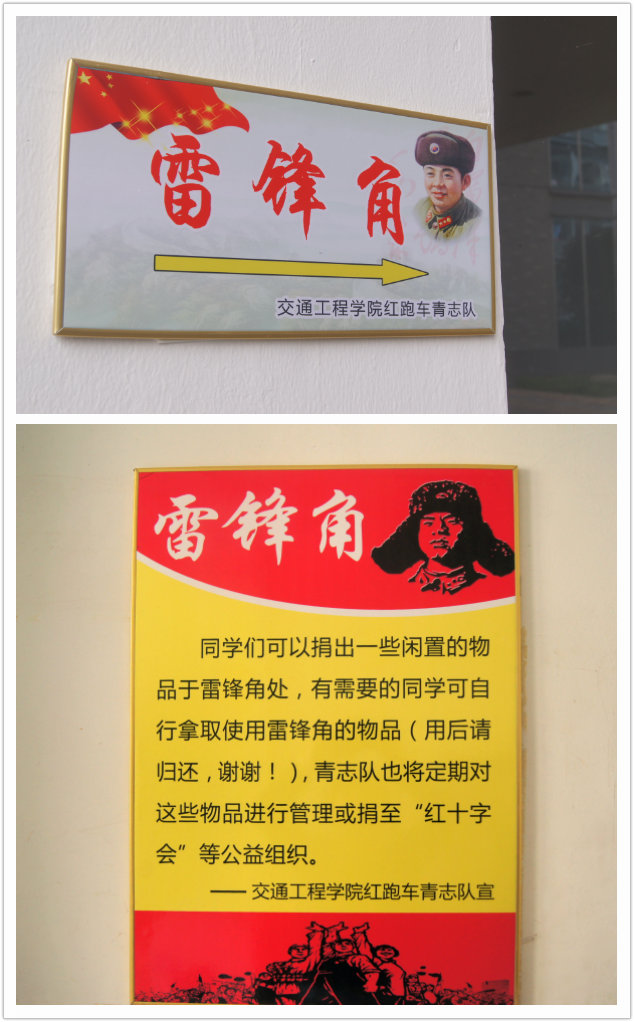 雷锋角
交通工程学院红跑车青志队
雷锋角
同学们可以捐出一些闲置的物
品于雷锋角处，有需要的同学可自
行拿取使用雷锋角的物品（用后请
归还，谢谢！），青志队也将定期对
这些物品进行管理或捐至“红十字
会”等公益组织。
—— 交通工程学院红跑车青志队宣